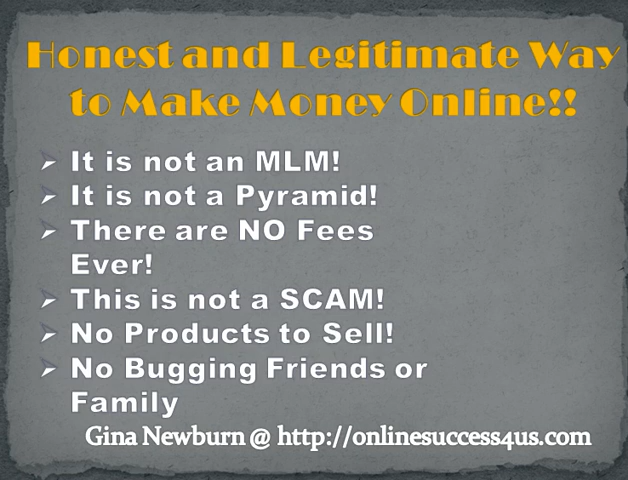 Honest and Legitimate Way
to Make Money Online!!
➢ It is not an MLM!
➢ It is not a Pyramid!
➢ There are NO Fees
Ever!
➢ This is not a SCAM!
➢ No Products to Sell!
➢ No Bugging Friends or
Family
Gina Newburn @ http://onlinesuccess4us.com